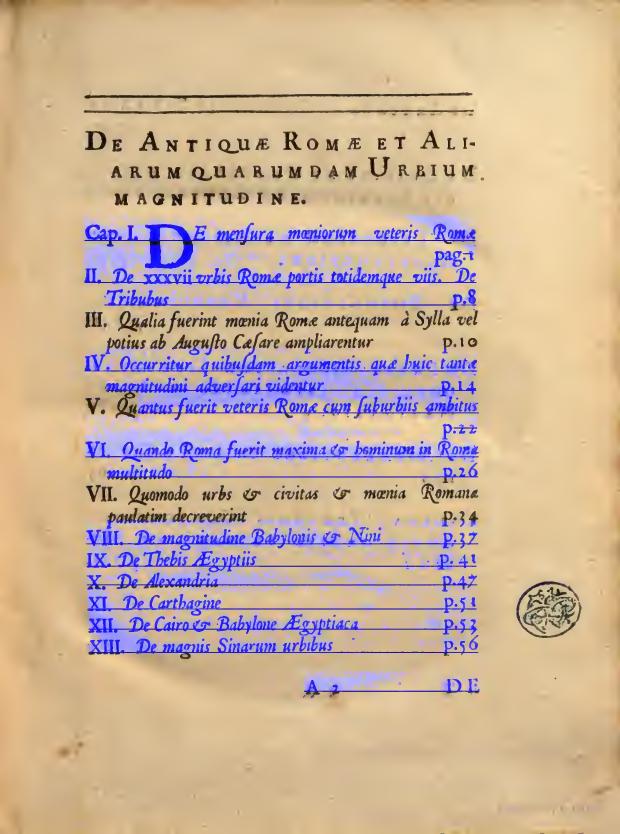 DE ANTIQUÆ ROMÆ ET ALI-
ARUM QUARUMDAM URBIUM
MAGNITUDINE.
Cap. I. DE menſura mœniorum veteris Romæ
pag.1
II. De xxxvii vrbis Romæ portis totidemque viis. De
Tribubus p.8
III. Qualia fuerint mœnia Romæ antequam à Sylla vel
potius ab Auguſto Cæſare ampliarentur p.10
IV. Occurritur quibuſdam argumentis quæ huic tantæ
magnitudini adverſari videntur p.14
V. Quantus fuerit veteris Romæ cum ſuburbiis ambitus
p.22
VI. Quando Roma fuerit maxima & hominum in Roma
multitudo p.26
VII. Quomodo urbs & civitas & mœnia Romana
paulatim decreverint p.34
VIII. De magnitudine Babylonis & Nini p.37
IX. De Thebis Ægyptiis p. 41
X. De Alexandria p.47
XI. De Carthagine p.51
XII. De Cairo & Babylone Ægyptiaca p.53
XIII. De magnis Sinarum urbibus p.56
A 2 DE